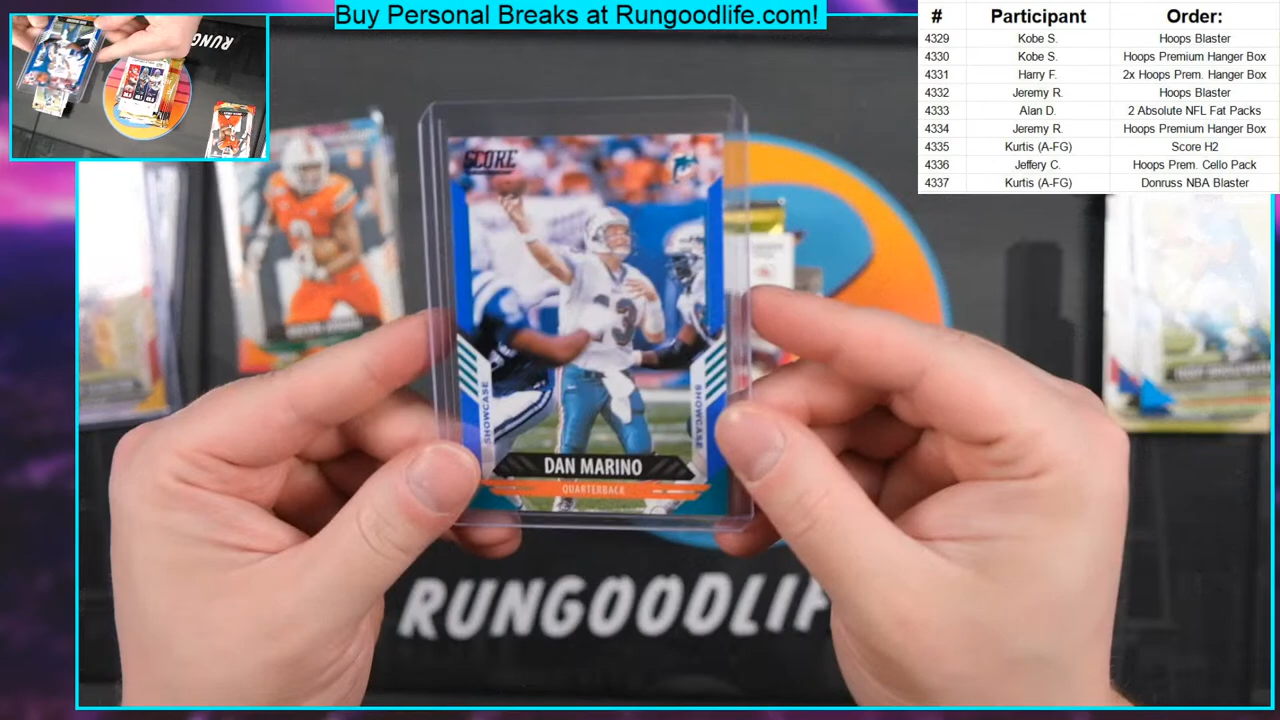 Buy Personal Breaks at Rungoodlife.com!
# Participant Order:
4329 Kobe S. Hoops Blaster
4330 Kobe S. Hoops Premium Hanger Box
4331 Harry F. 2x Hoops Prem. Hanger Box
4332 Jeremy R. Hoops Blaster
4333 Alan D. 2 Absolute NFL Fat Packs
4334 Jeremy R. Hoops Premium Hanger Box
4335 Kurtis (A-FG) Score H2
4336 Jeffery C. Hoops Prem. Cello Pack
4337 Kurtis (A-FG) Donruss NBA Blaster
RUNG
SCORE
13
SHOWCASE
SHOWCASE
DAN MARINO
QUARTERBACK
RUNGOODLIF